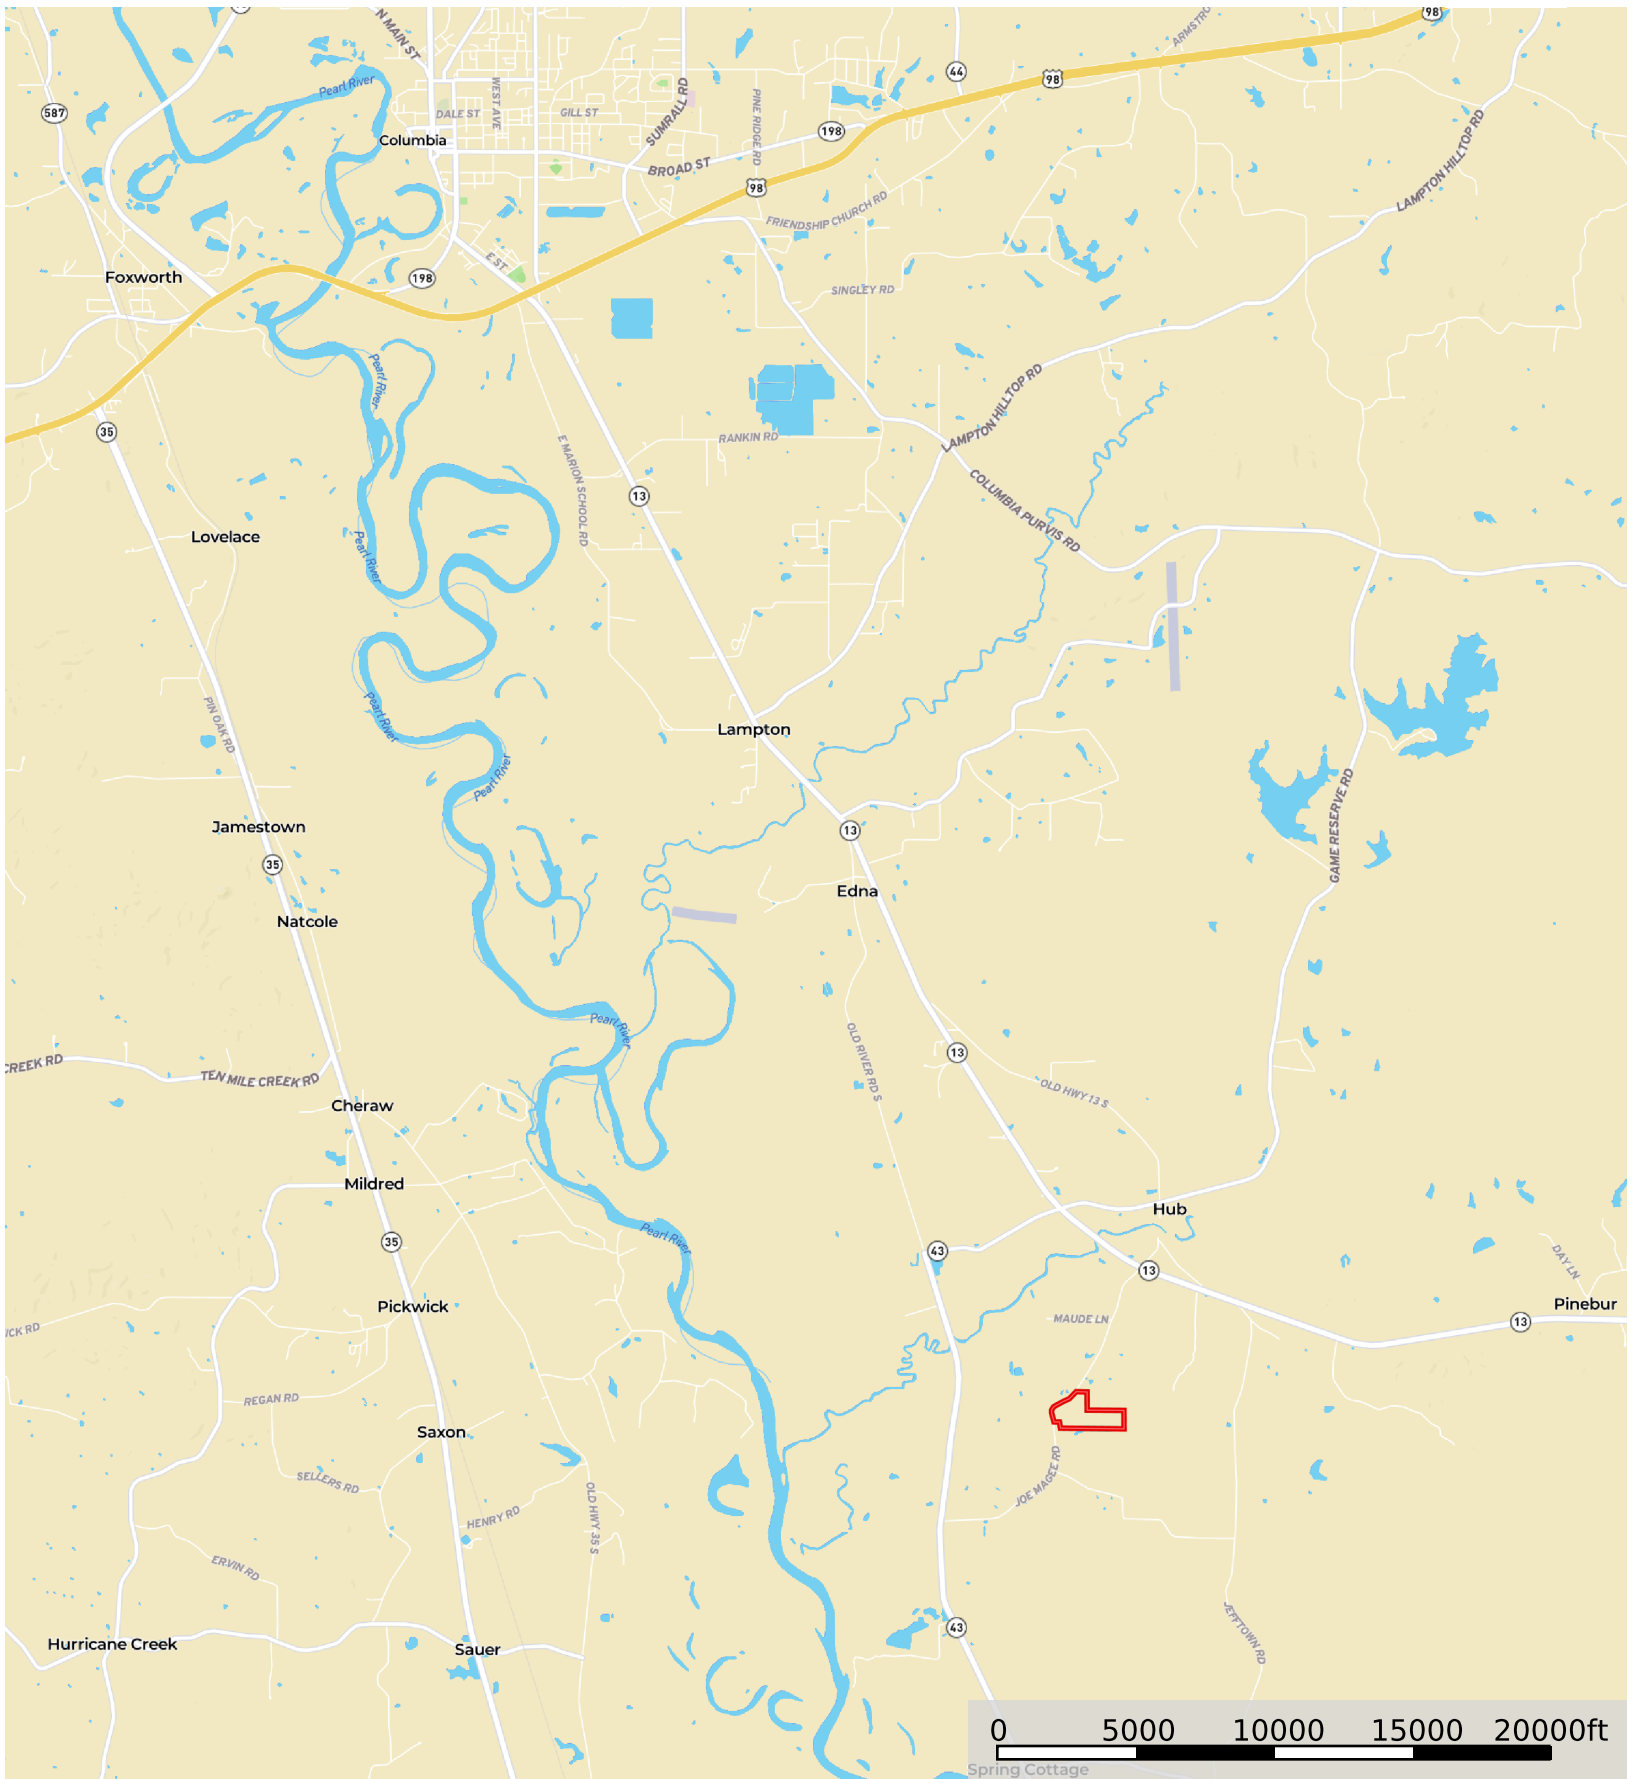 98
N MAIN ST
ARMSTRO
44
98
Pearl River
WEST AVE
587
DALE ST
GILL ST
SUMRALL RD
PINE RIDGE RD
198
Columbia
BROAD ST
LAMPTON HILLTOP RD
98
FRIENDSHIP CHURCH RD
E ST
Foxworth
198
SINGLEY RD
Pearl River
LAMPTON HILLTOP RD
35
RANKIN RD
E MARION SCHOOL RD
13
COLUMBIA PURVIS RD
Lovelace
Pearl River
PIN OAK RD
Pearl River
Lampton
Pearl River
GAME RESERVE RD
Jamestown
13
35
Edna
Natcole
Pearl River
OLD RIVER RD S
13
CREEK RD
TEN MILE CREEK RD
OLD HWY 13 S
Cheraw
Mildred
Hub
35
Pearl River
43
DAY LN
13
Pickwick
Pinebur
MAUDE LN
13
UCK RD
REGAN RD
Saxon
SELLERS RD
JOE MAGEE RD
HENRY RD
OLD HWY 35 S
ERVIN RD
43
JEFFTOWN RD
Hurricane Creek
Sauer
0 5000 10000 15000 20000ft
Spring Cottage